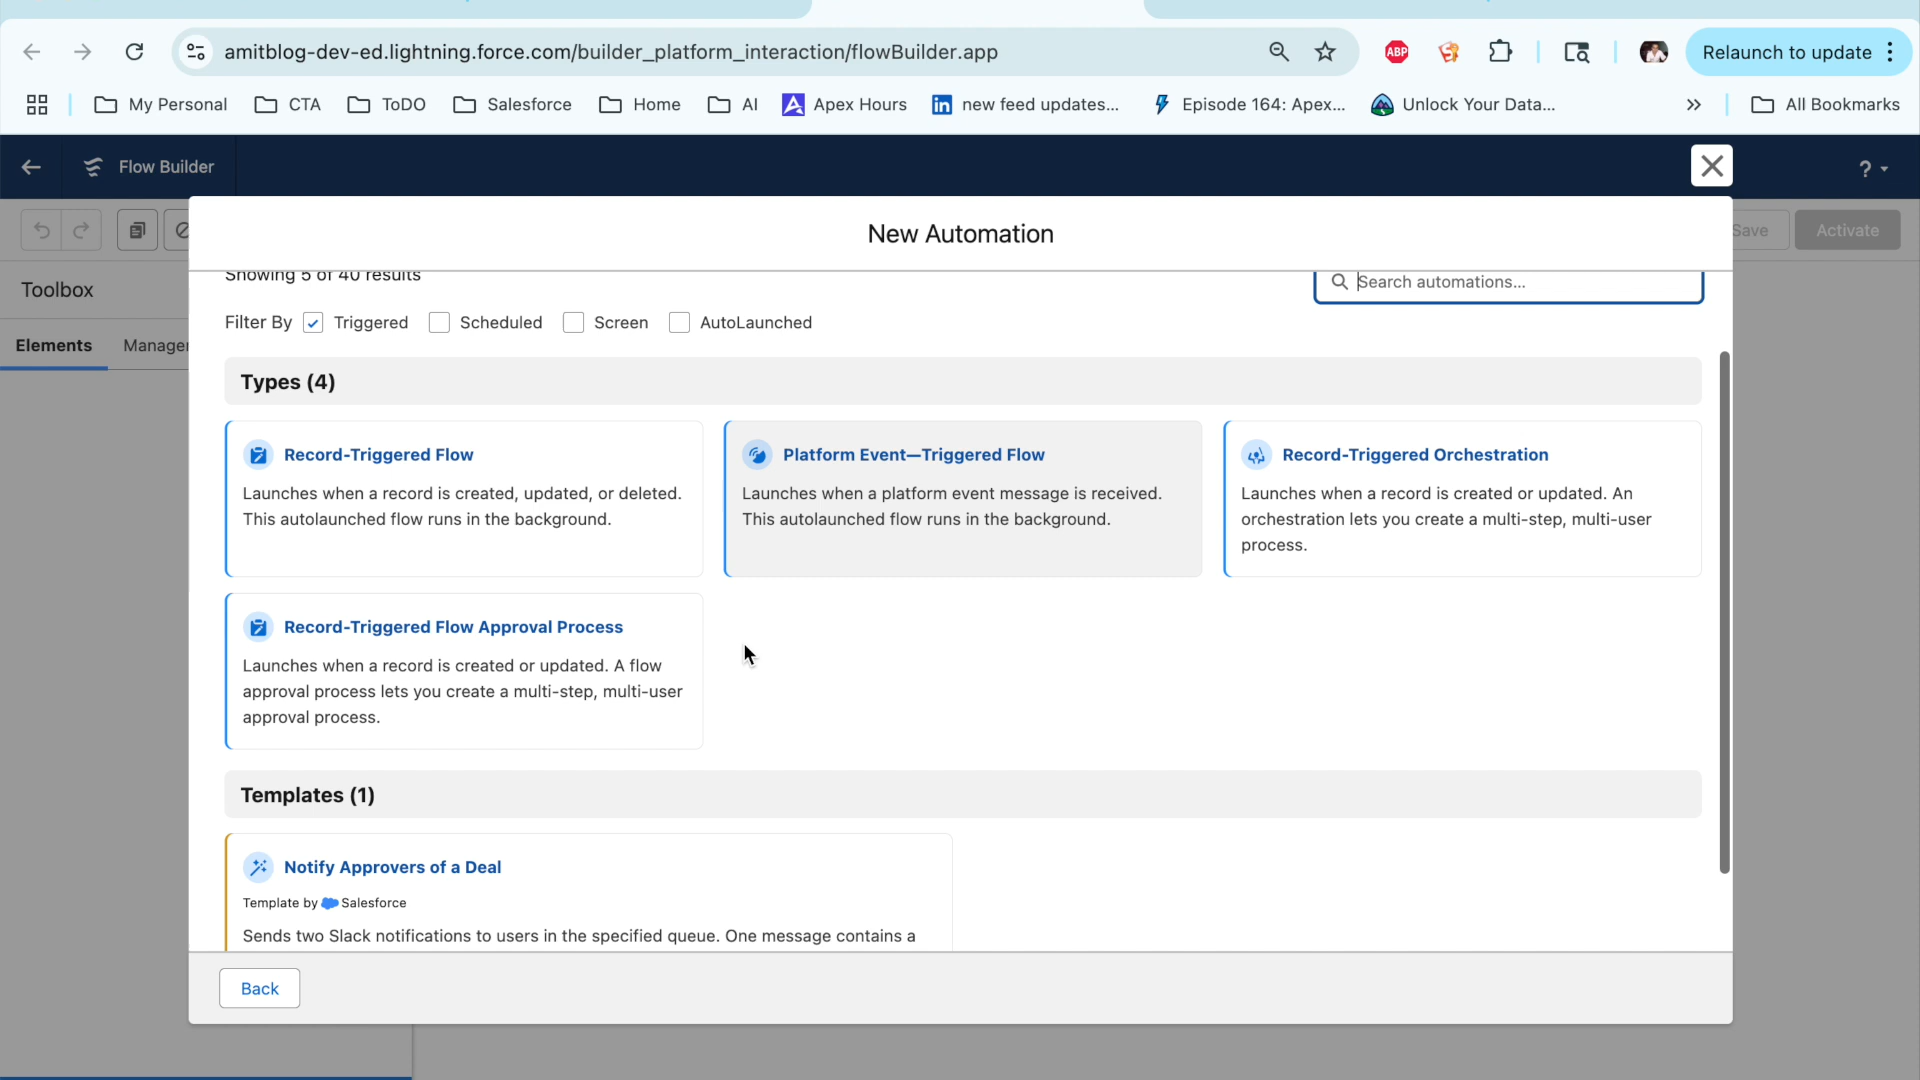 amitblog-dev-ed.lightning.force.com/builder_platform_interaction/flowBuilder.app
ABP
Relaunch to update
My Personal
CTA
ToDO
Salesforce
Home
AI
Apex Hours
in new feed updates...
Episode 164: Apex...
Unlock Your Data...
All Bookmarks
Flow Builder
?
New Automation
Save
Activate
Toolbox
Showing 5 of 40 results
Search automations...
Filter By
Triggered
Scheduled
Screen
AutoLaunched
Elements
Manager
Types (4)
Record-Triggered Flow
Launches when a record is created, updated, or deleted.
This autolaunched flow runs in the background.
Platform Event—Triggered Flow
Launches when a platform event message is received.
This autolaunched flow runs in the background.
Record-Triggered Orchestration
Launches when a record is created or updated. An
orchestration lets you create a multi-step, multi-user
process.
Record-Triggered Flow Approval Process
Launches when a record is created or updated. A flow
approval process lets you create a multi-step, multi-user
approval process.
Templates (1)
Notify Approvers of a Deal
Template by Salesforce
Sends two Slack notifications to users in the specified queue. One message contains a
Back